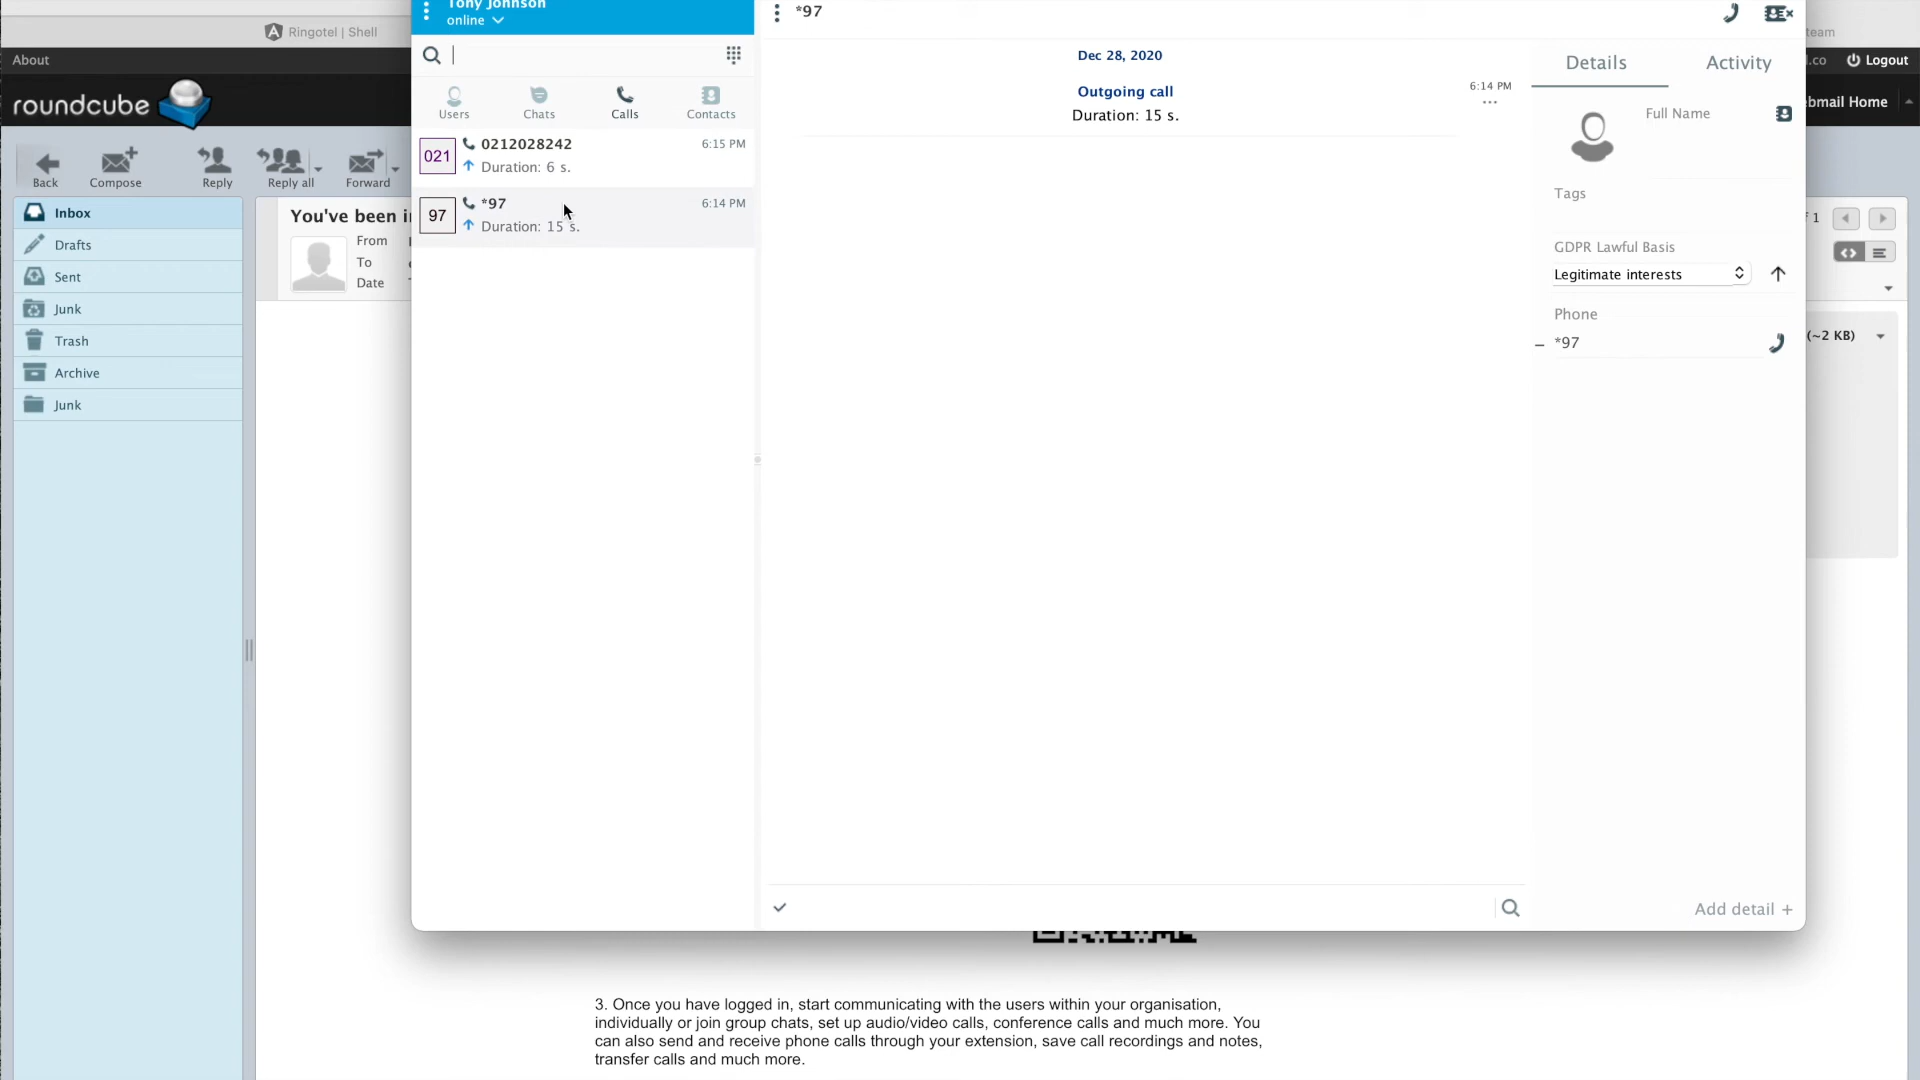 Ringotel | Shell
team
About
.co
Logout
roundcube
bmail Home
Back
Compose
Reply
Reply all
Forward
Inbox
Drafts
Sent
Junk
Trash
Archive
Junk
You've been i
From
To
Date
f 1
(~2 KB)
Tony Johnson
online
Users
Chats
Calls
Contacts
021
0212028242
6:15 PM
Duration: 6 s.
97
*97
6:14 PM
Duration: 15 s.
*97
Dec 28, 2020
Outgoing call
6:14 PM
Duration: 15 s.
Details
Activity
Full Name
Tags
GDPR Lawful Basis
Legitimate interests
Phone
*97
Add detail +
3. Once you have logged in, start communicating with the users within your organisation,
individually or join group chats, set up audio/video calls, conference calls and much more. You
can also send and receive phone calls through your extension, save call recordings and notes,
transfer calls and much more.